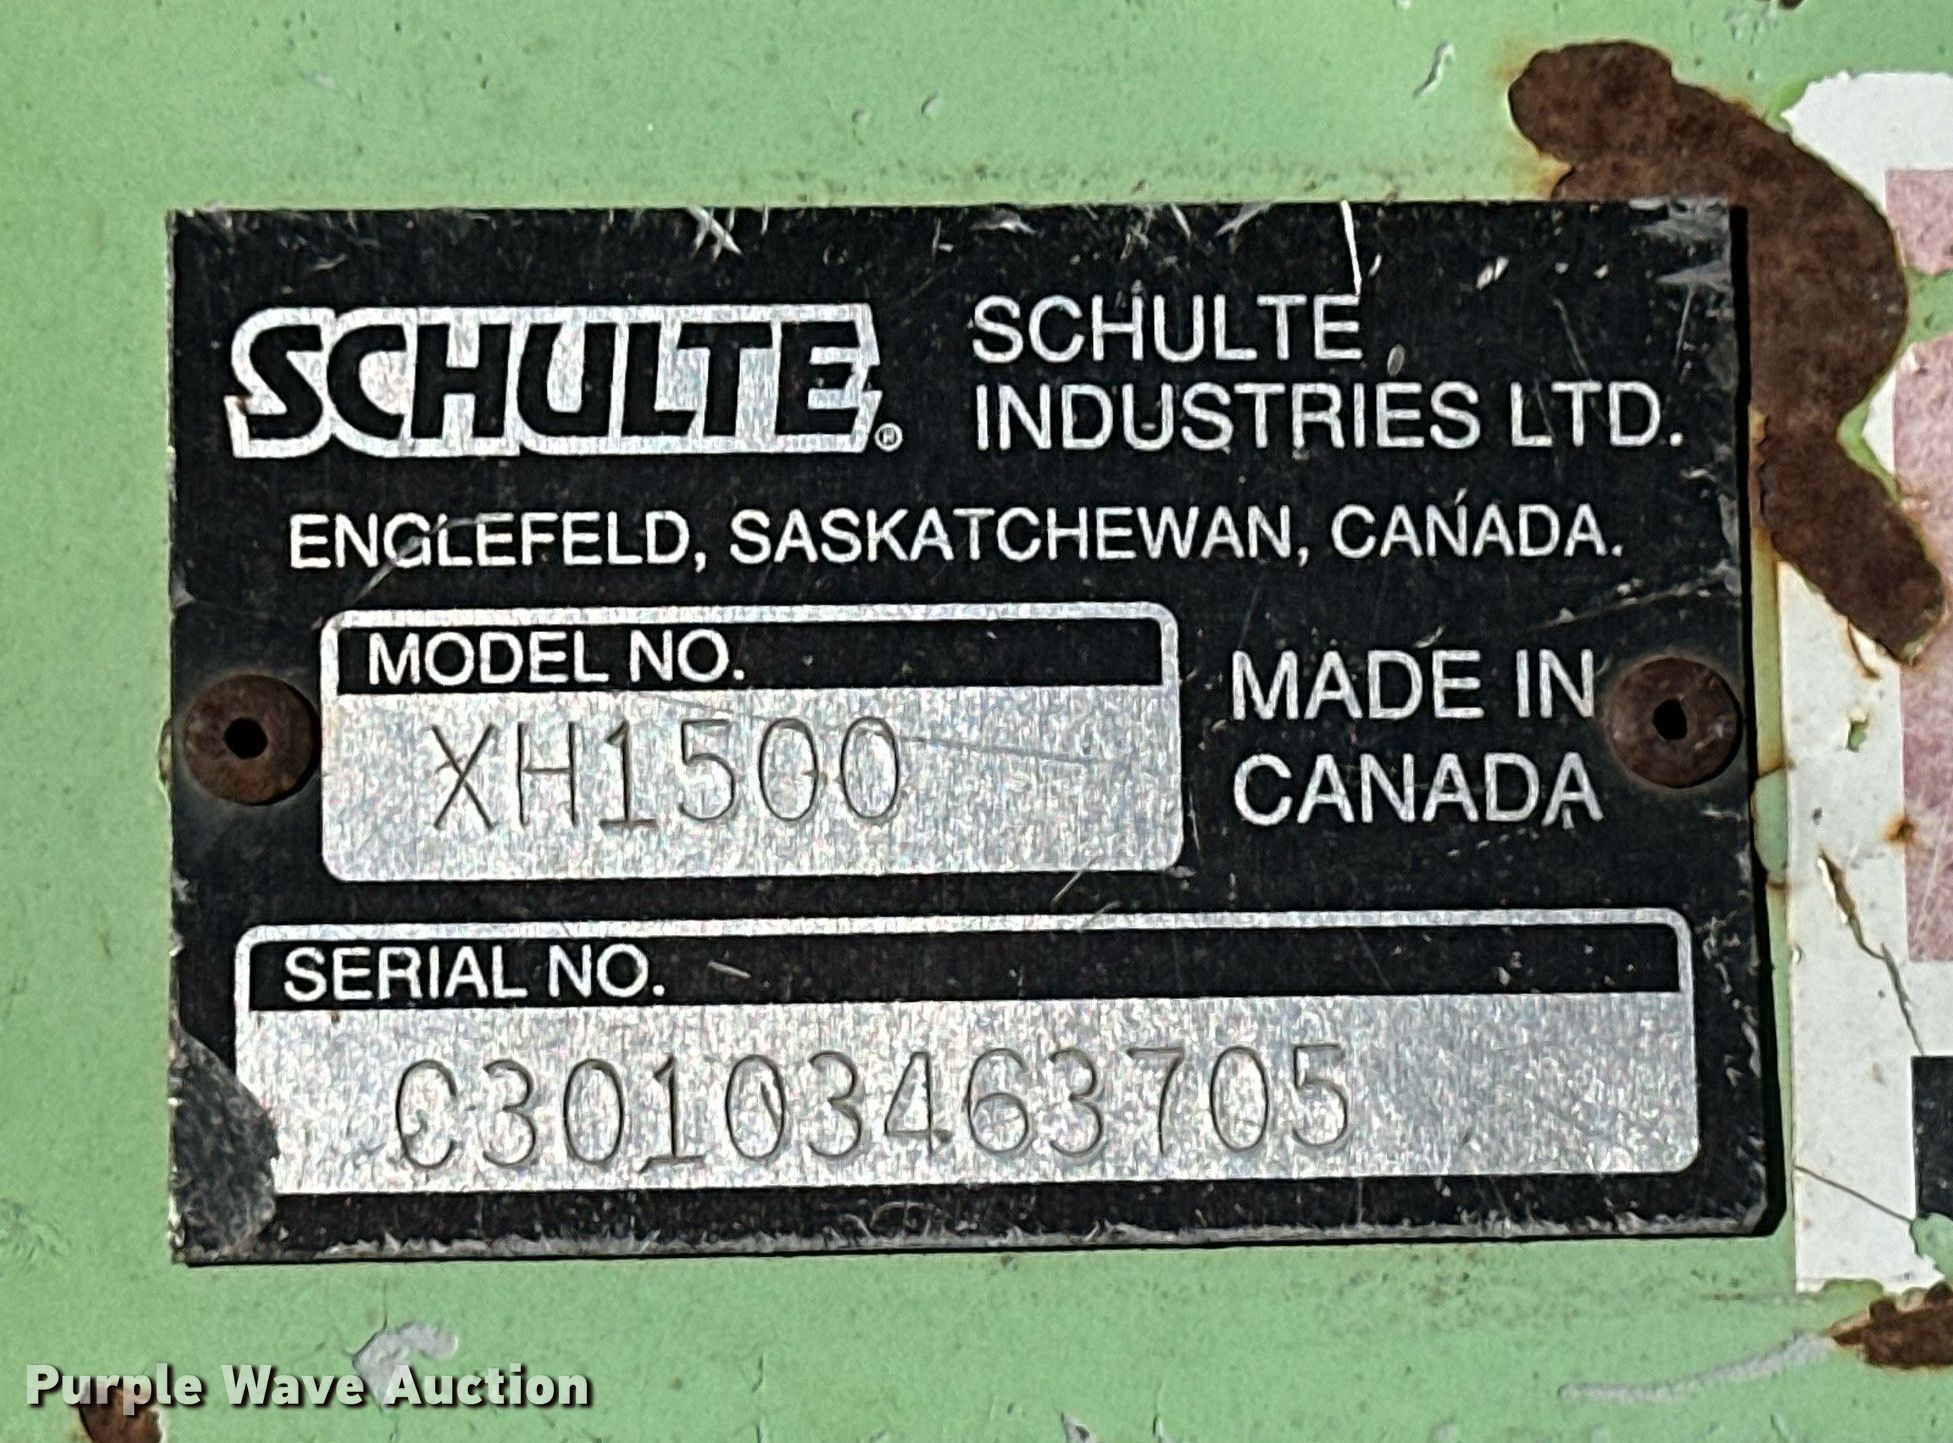 SCHULTE®
SCHULTE
INDUSTRIES LTD.
ENGLEFELD, SASKATCHEWAN, CANADA.
MODEL NO.
XH1500
MADE IN
CANADA
SERIAL NO.
C30103463705
Purple Wave Auction